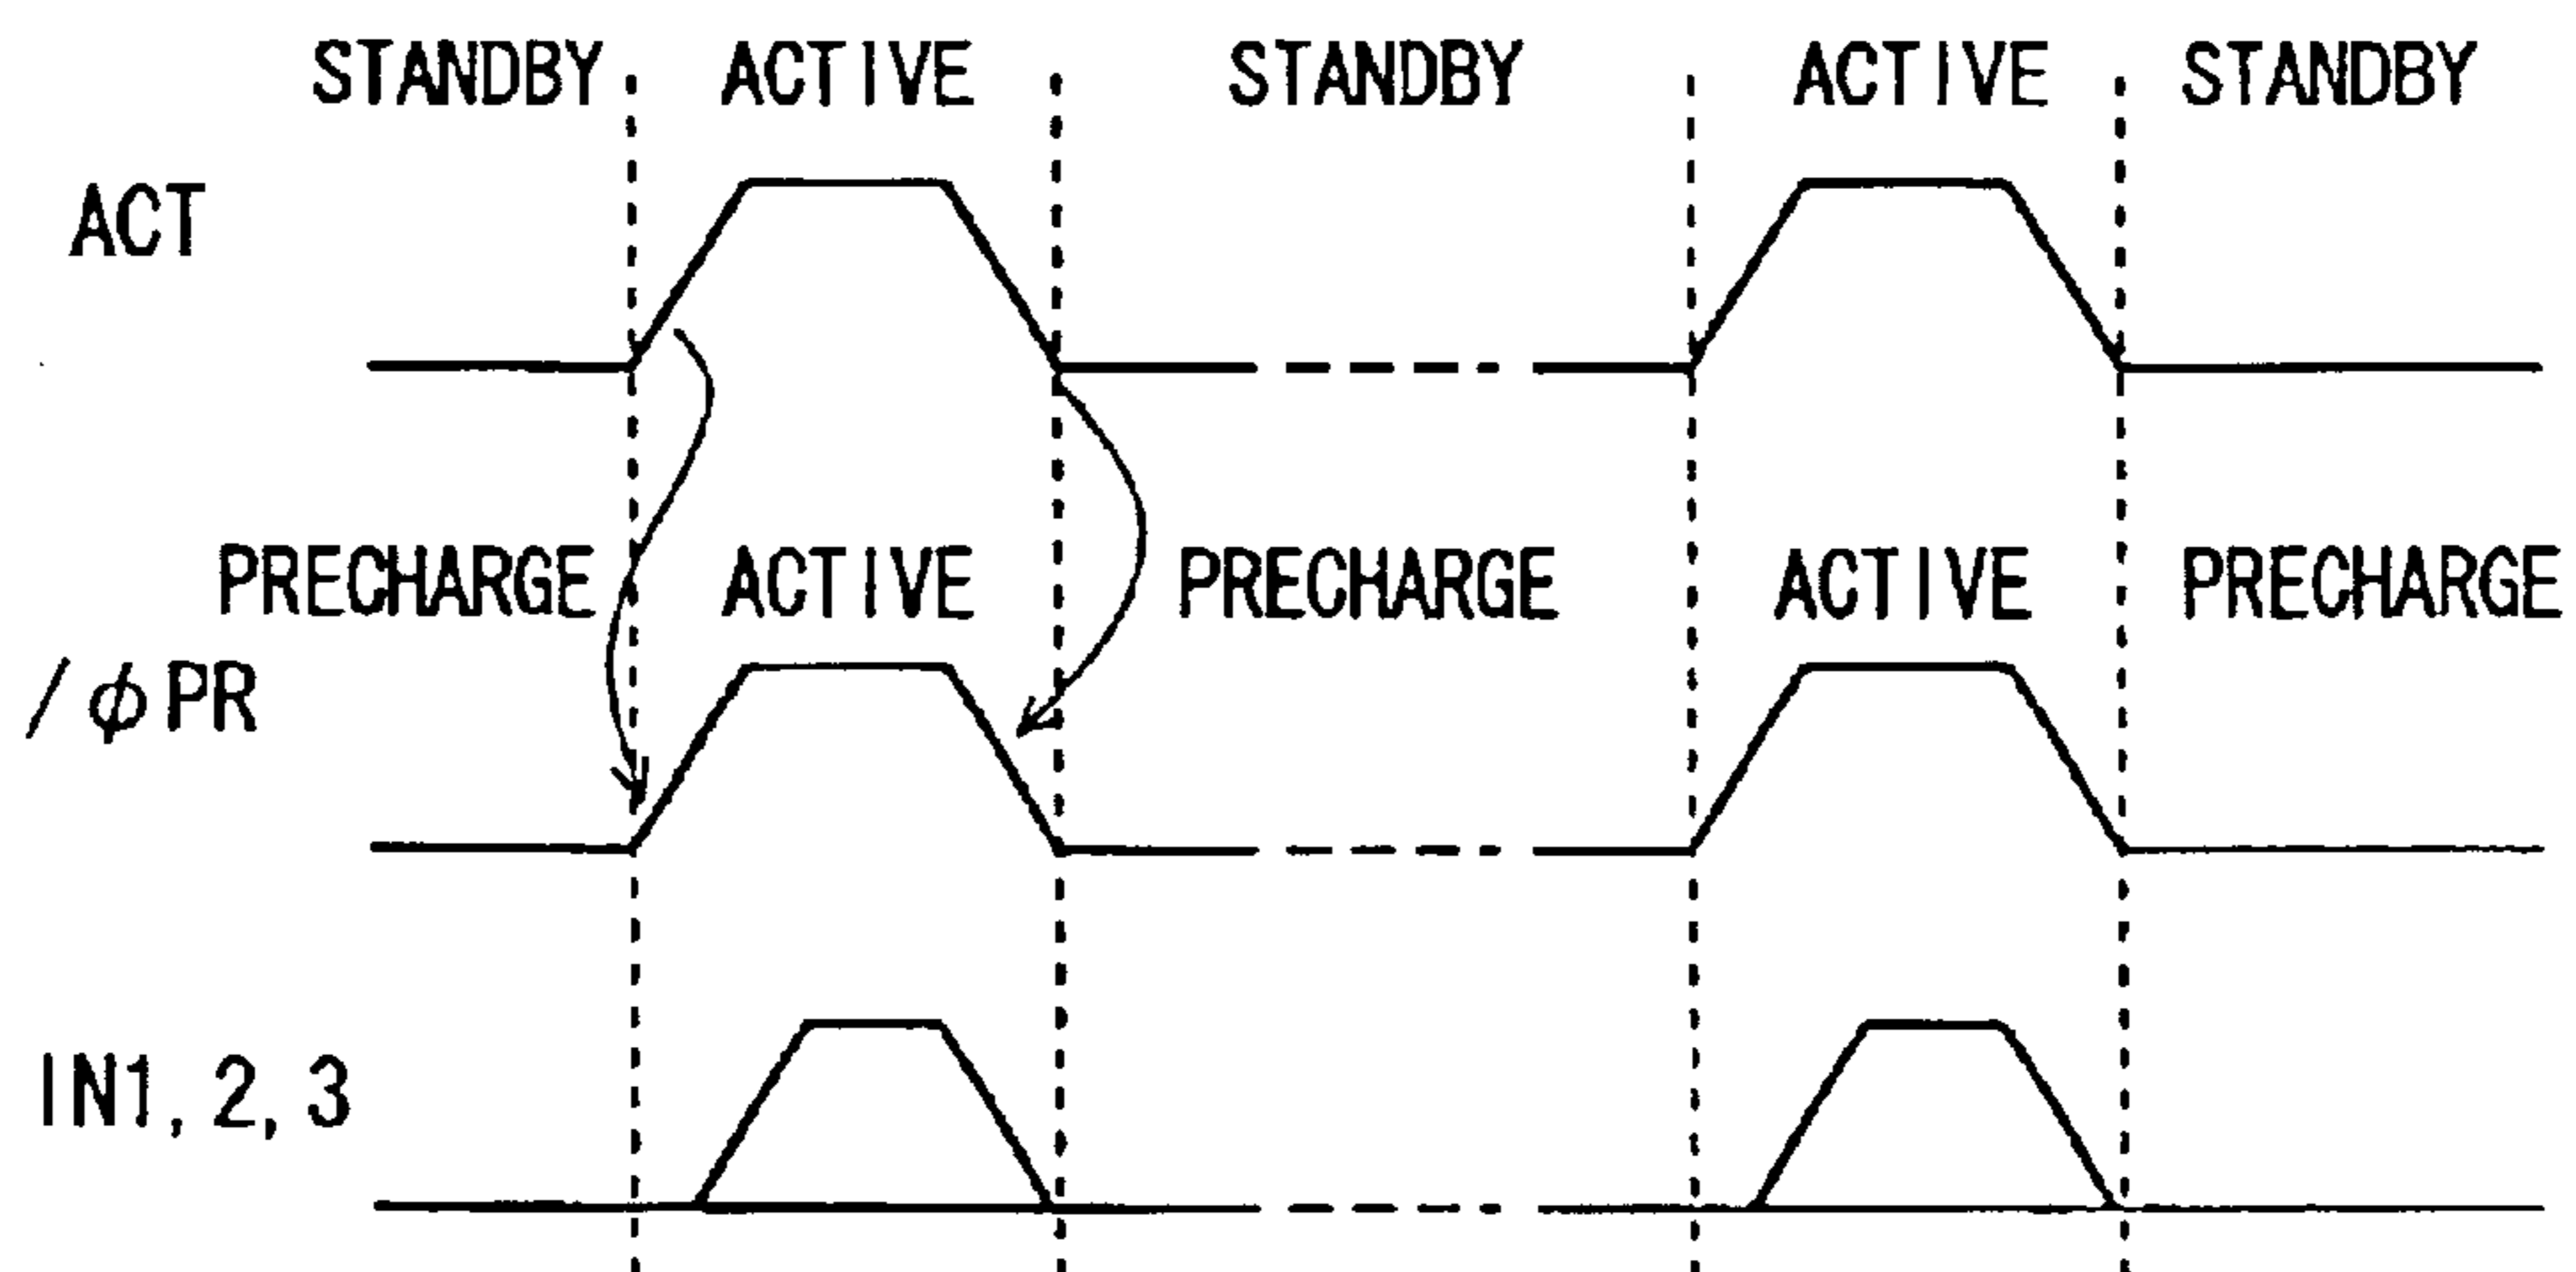 STANDBY ACTIVE STANDBY ACTIVE STANDBY
ACT
PRECHARGE ACTIVE PRECHARGE ACTIVE PRECHARGE
/φPR
IN1, 2, 3